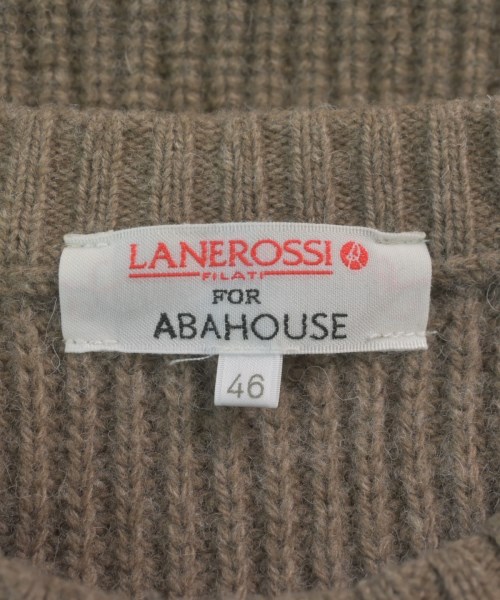 LANEROSSI
FILATI
FOR
ABAHOUSE
46